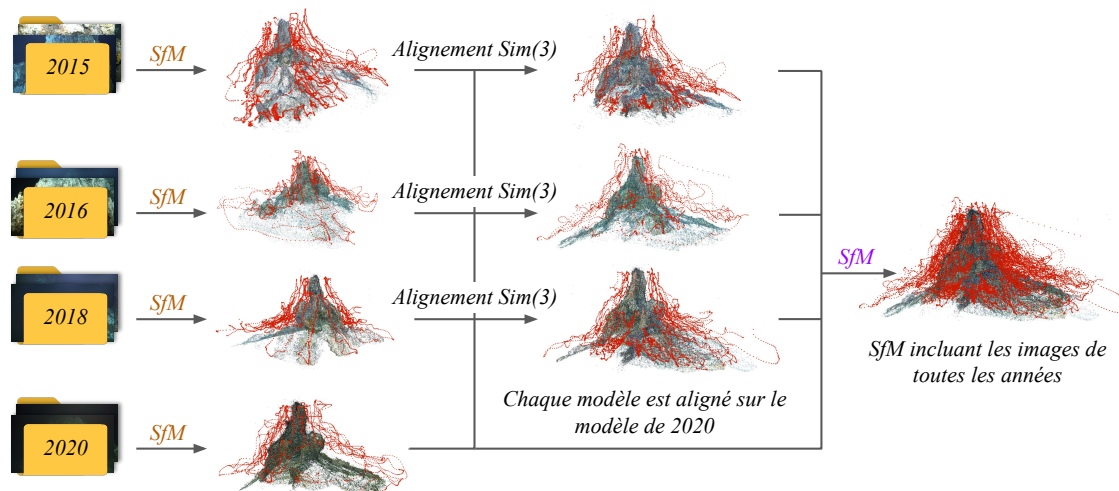 2015
SfM
Alignement Sim(3)
2016
SfM
Alignement Sim(3)
SfM
2018
SfM
Alignement Sim(3)
SfM incluant les images de
toutes les années
Chaque modèle est aligné sur le
modèle de 2020
2020
SfM